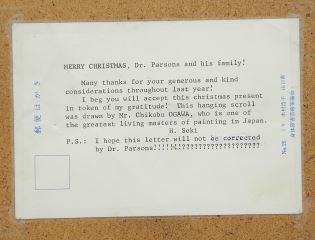 MERRY CHRISTMAS, Dr. Parsons and his family!
Many thanks for your generous and kind
considerations throughout last year!
I beg you will accept this christmas present
in token of my gratitude! This hanging scroll
was drawn by Mr. Chikubu OGAWA, who is one of
the greatest living masters of painting in Japan.
H. Seki
P.S.: I hope this letter will not be corrected
by Dr. Parsons!!!!!????????????????????
郵便はがき
No.28